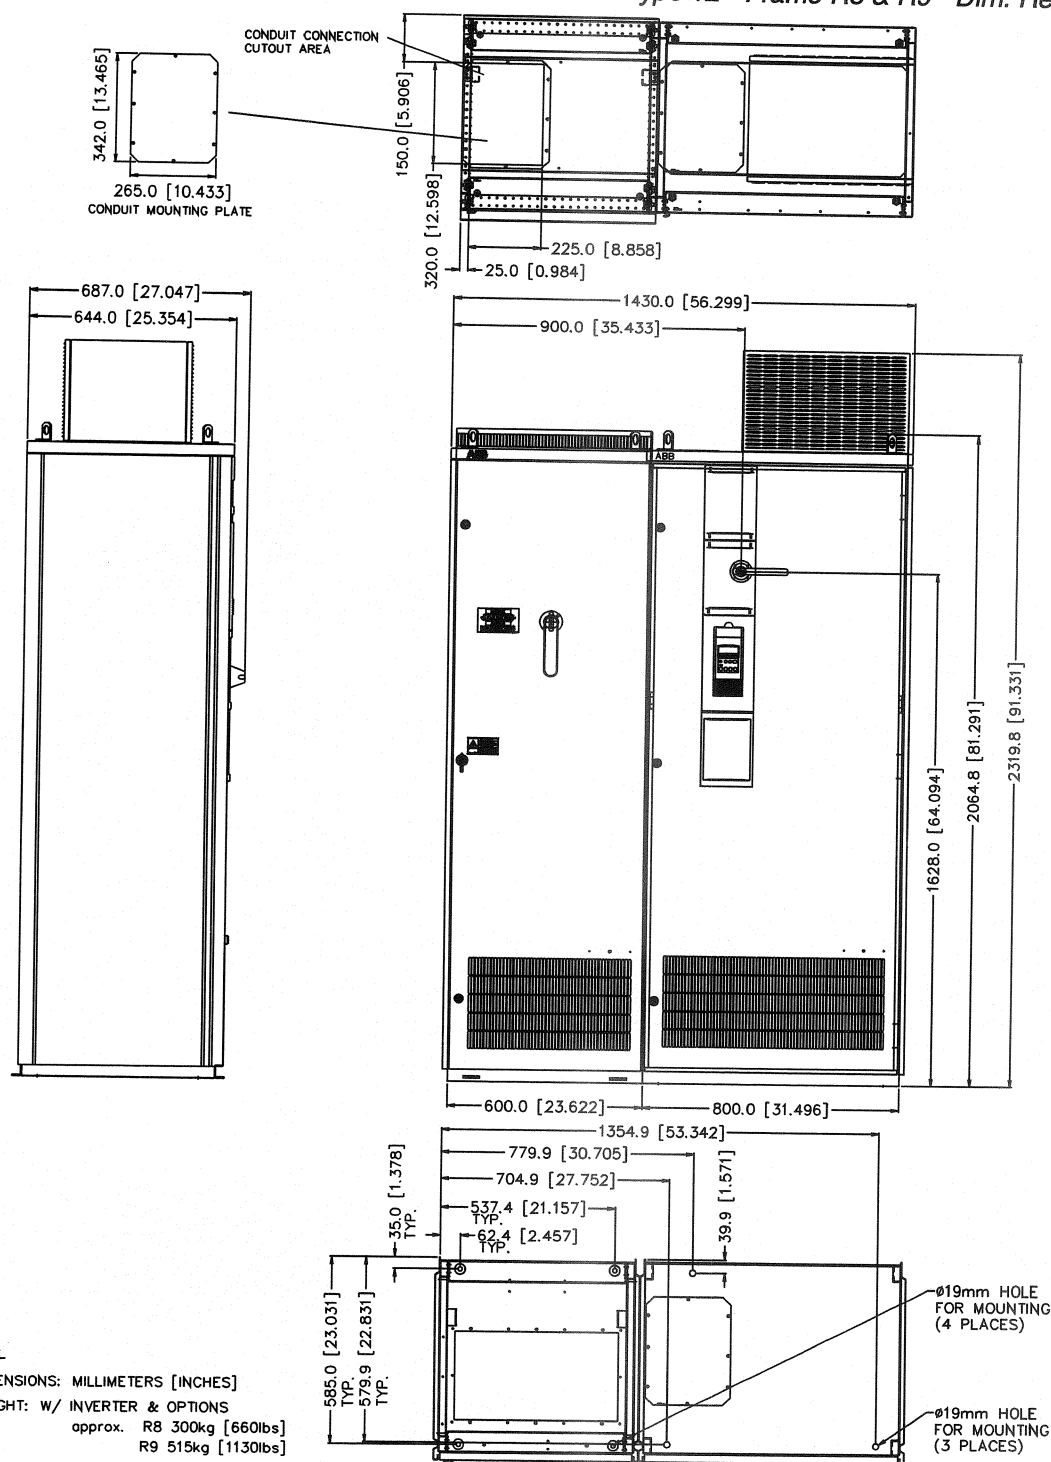 CONDUIT CONNECTION
CUTOUT AREA
342.0 [13.465]
265.0 [10.433]
CONDUIT MOUNTING PLATE
150.0 [5.906]
320.0 [12.598]
225.0 [8.858]
25.0 [0.984]
687.0 [27.047]
644.0 [25.354]
1430.0 [56.299]
900.0 [35.433]
ABB
ABB
1628.0 [64.094]
2064.8 [81.291]
2319.8 [91.331]
600.0 [23.622]
800.0 [31.496]
1354.9 [53.342]
779.9 [30.705]
704.9 [27.752]
537.4 [21.157]
TYP.
62.4 [2.457]
TYP.
35.0 [1.378]
TYP.
39.9 [1.571]
585.0 [23.031]
TYP.
579.9 [22.831]
TYP.
ø19mm HOLE
FOR MOUNTING
(4 PLACES)
ø19mm HOLE
FOR MOUNTING
(3 PLACES)
ENSIONS: MILLIMETERS [INCHES]
GHT: W/ INVERTER & OPTIONS
approx. R8 300kg [660lbs]
R9 515kg [1130lbs]